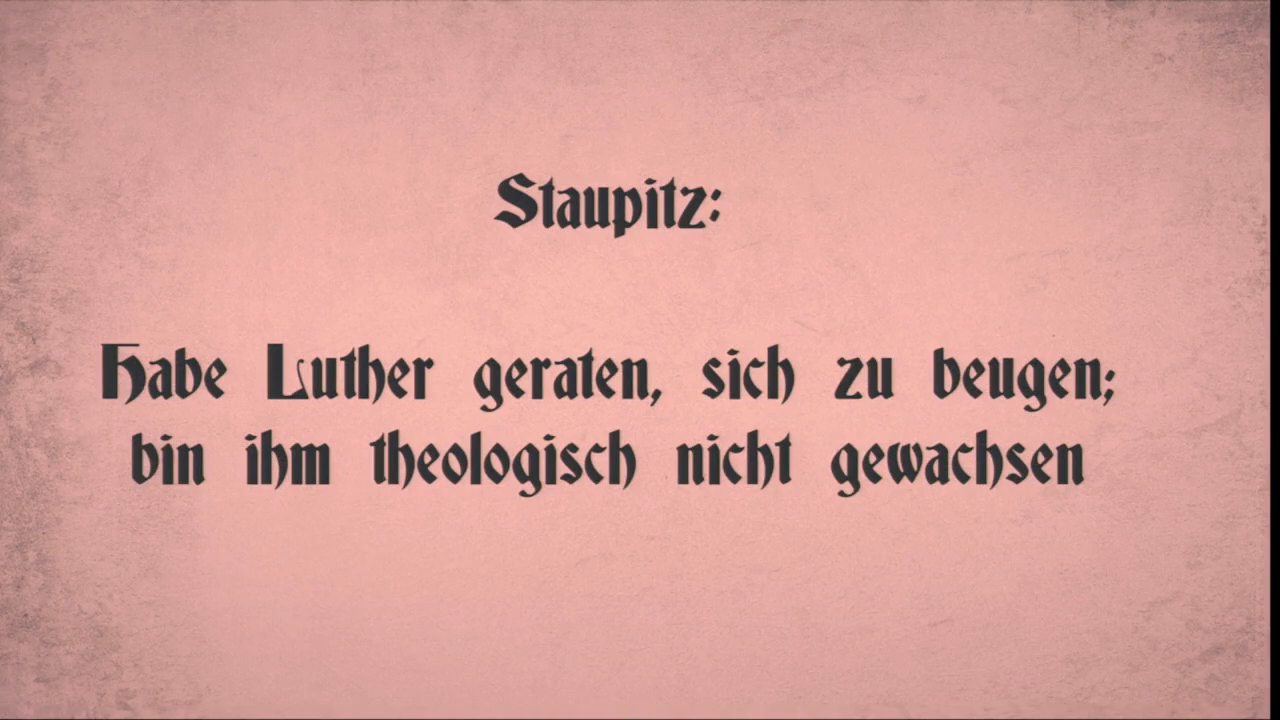 Staupitz:
Habe Luther geraten, sich zu beugen;
bin ihm theologisch nicht gewachsen